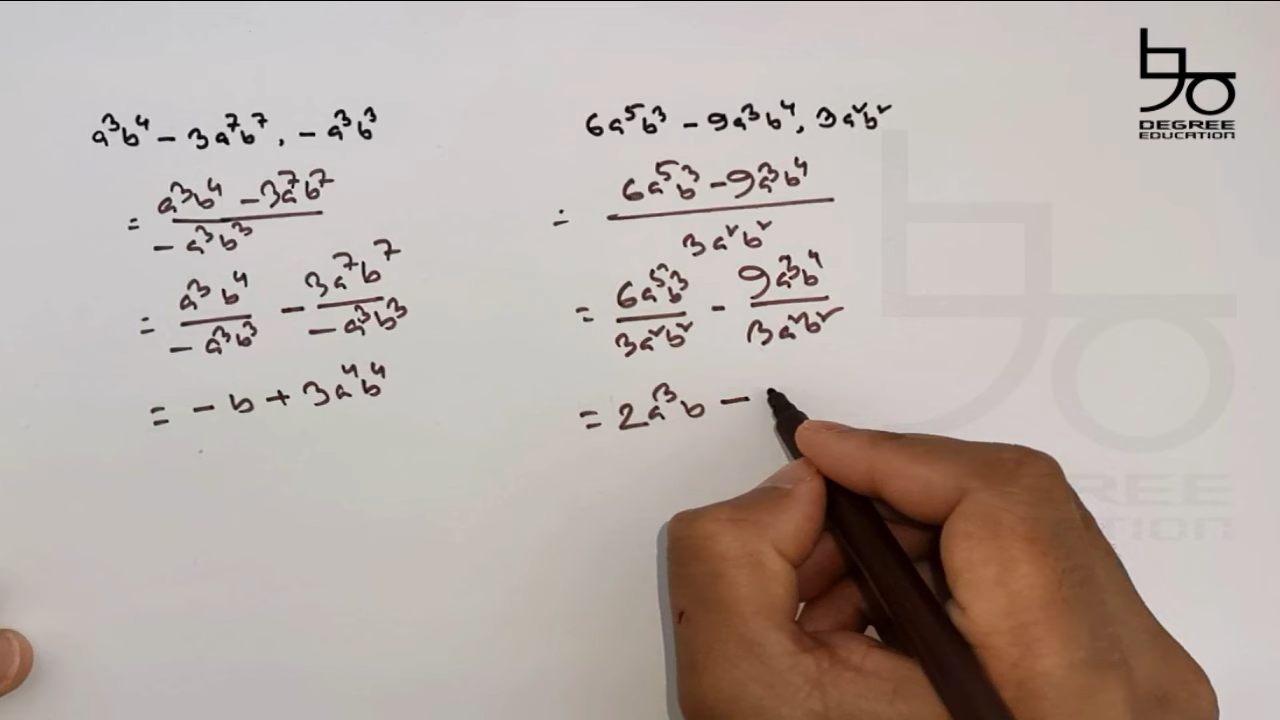 a³b⁴ - 3a⁷b⁷, - a³b³
= a³b⁴ - 3a⁷b⁷ / - a³b³
= a³b⁴ / - a³b³ - 3a⁷b⁷ / - a³b³
= - b + 3a⁴b⁴
6a⁵b³ - 9a³b⁴, 3a²b²
= 6a⁵b³ - 9a³b⁴ / 3a²b²
= 6a⁵b³ / 3a²b² - 9a³b⁴ / 3a²b²
= 2a³b -
DEGREE
EDUCATION